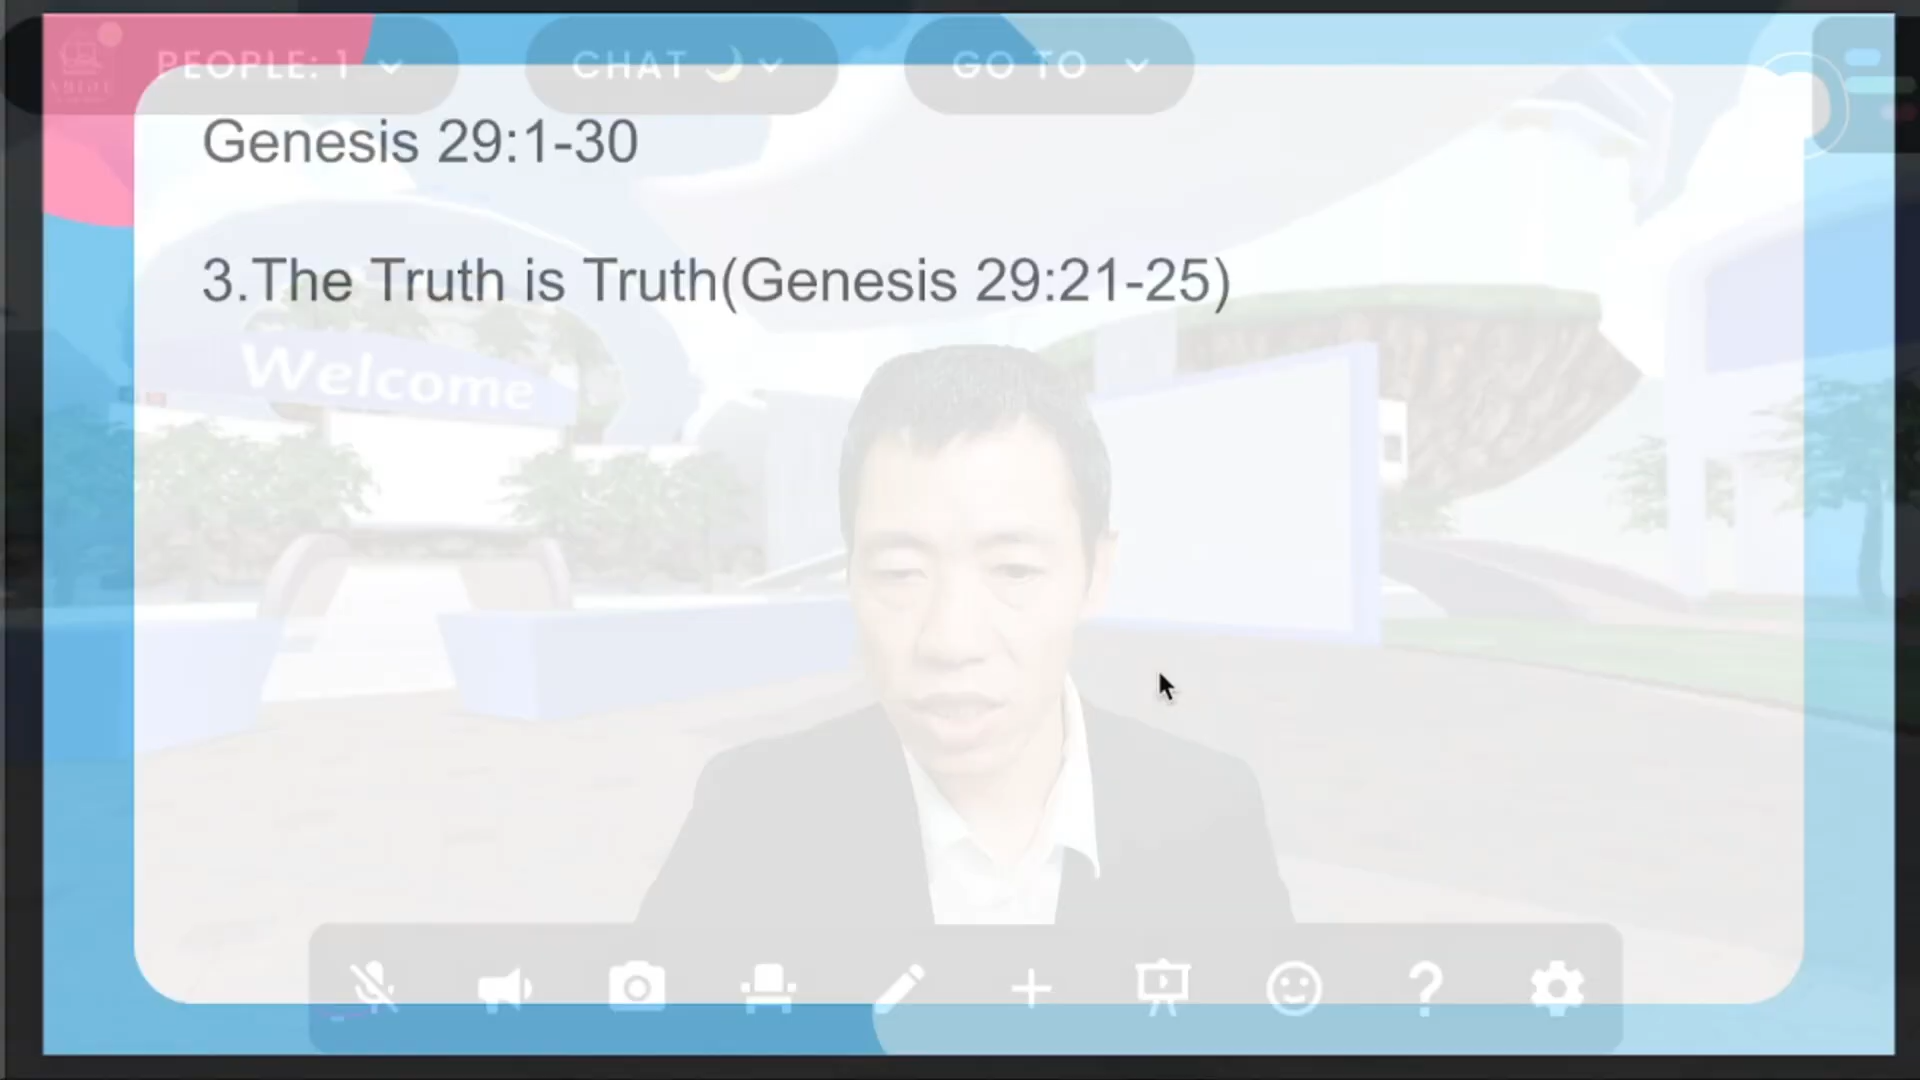 PEOPLE: 1
CHAT
GO TO
Genesis 29:1-30
3.The Truth is Truth(Genesis 29:21-25)
Welcome